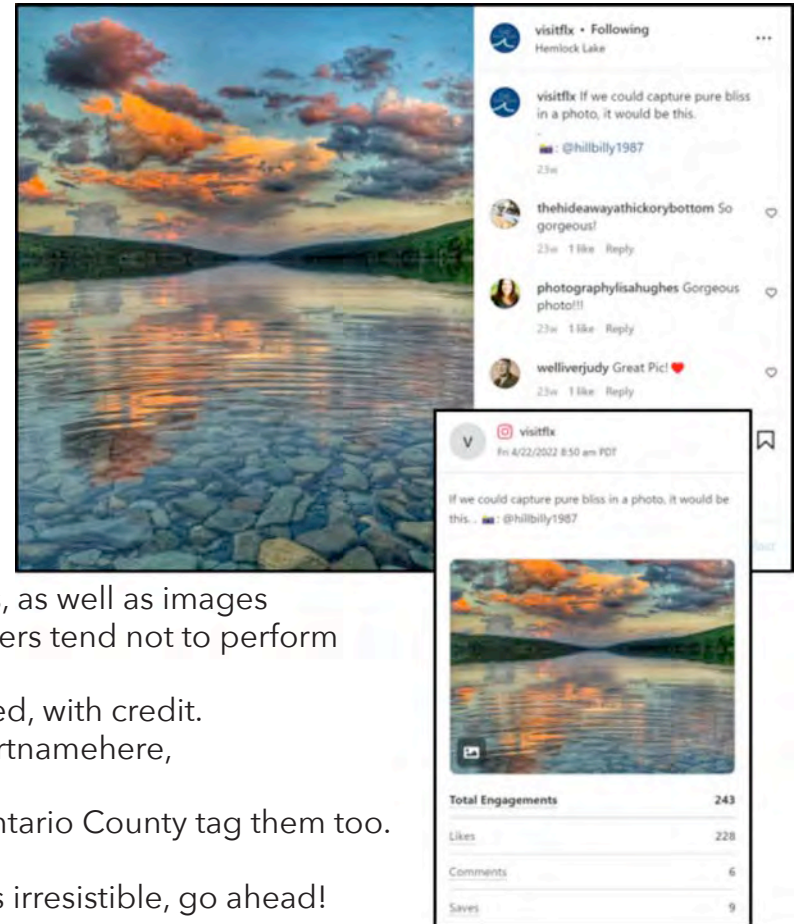 visitflx • Following
Hemlock Lake
visitflx If we could capture pure bliss
in a photo, it would be this.
.
📸: @hillbilly1987
23w
thehideawayathickorybottom So
gorgeous!
23w 1 like Reply
photographylisahughes Gorgeous
photo!!!
23w 1 like Reply
welliverjudy Great Pic! ❤️
23w 1 like Reply
V
visitflx
Fri 4/22/2022 8:50 am PDT
If we could capture pure bliss in a photo, it would be
this. . 📸: @hillbilly1987
Total Engagements 243
Likes 228
Comments 6
Saves 9
, as well as images
ers tend not to perform
ed, with credit.
rtnamehere,
ntario County tag them too.
s irresistible, go ahead!